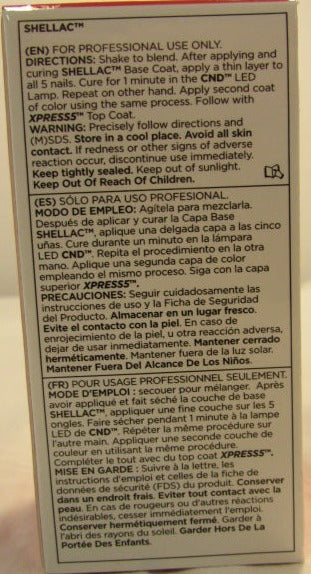 SHELLAC™
(EN) FOR PROFESSIONAL USE ONLY.
DIRECTIONS: Shake to blend. After applying and
curing SHELLAC™ Base Coat, apply a thin layer to
all 5 nails. Cure for 1 minute in the CND™ LED
Lamp. Repeat on other hand. Apply second coat
of color using the same process. Follow with
XPRESS5™ Top Coat.
WARNING: Precisely follow directions and
(M)SDS. Store in a cool place. Avoid all skin
contact. If redness or other signs of adverse
reaction occur, discontinue use immediately.
Keep tightly sealed. Keep out of sunlight.
Keep Out Of Reach Of Children.
(ES) SÓLO PARA USO PROFESIONAL.
MODO DE EMPLEO: Agítela para mezclarla.
Después de aplicar y curar la Capa Base
SHELLAC™, aplique una delgada capa a las cinco
uñas. Cure durante un minuto en la lámpara
LED CND™. Repita el procedimiento en la otra
mano. Aplique una segunda capa de color
empleando el mismo proceso. Siga con la capa
superior XPRESS5™.
PRECAUCIONES: Seguir cuidadosamente las
instrucciones de uso y la Ficha de Seguridad
del Producto. Almacenar en un lugar fresco.
Evite el contacto con la piel. En caso de
enrojecimiento de la piel, u otra reacción adversa,
dejar de usar inmediatamente. Mantener cerrado
herméticamente. Mantener fuera de la luz solar.
Mantener Fuera Del Alcance De Los Niños.
(FR) POUR USAGE PROFESSIONNEL SEULEMENT.
MODE D'EMPLOI : secouer pour mélanger. Après
avoir appliqué et fait séché la couche de base
SHELLAC™, appliquer une fine couche sur les 5
ongles. Faire sécher pendant 1 minute à la lampe
LED de CND™. Répéter la même procédure sur
l'autre main. Appliquer une seconde couche de
couleur en utilisant la même procédure.
Compléter le tout avec du top coat XPRESS5™.
MISE EN GARDE : Suivre à la lettre, les
instructions d'emploi et celles de la fiche de
données de sécurité (FDS) du produit. Conserver
dans un endroit frais. Eviter tout contact avec la
peau. En cas de rougeurs ou d'autres réactions
indésirables, cesser immédiatement l'emploi.
Conserver hermétiquement fermé. Garder à
l'abri des rayons du soleil. Garder Hors De La
Portée Des Enfants.